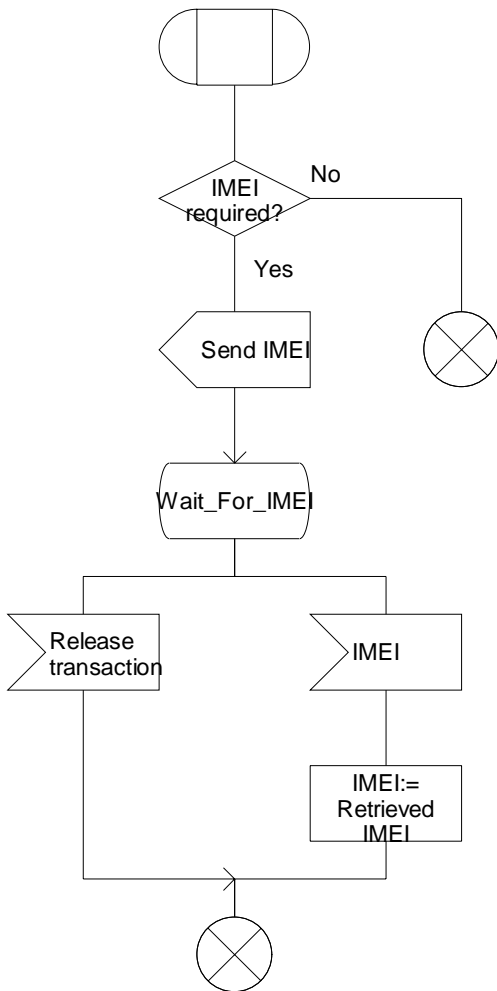 No
IMEI
required?
Yes
Send IMEI
Wait_For_IMEI
Release
transaction
IMEI
IMEI:=
Retrieved
IMEI